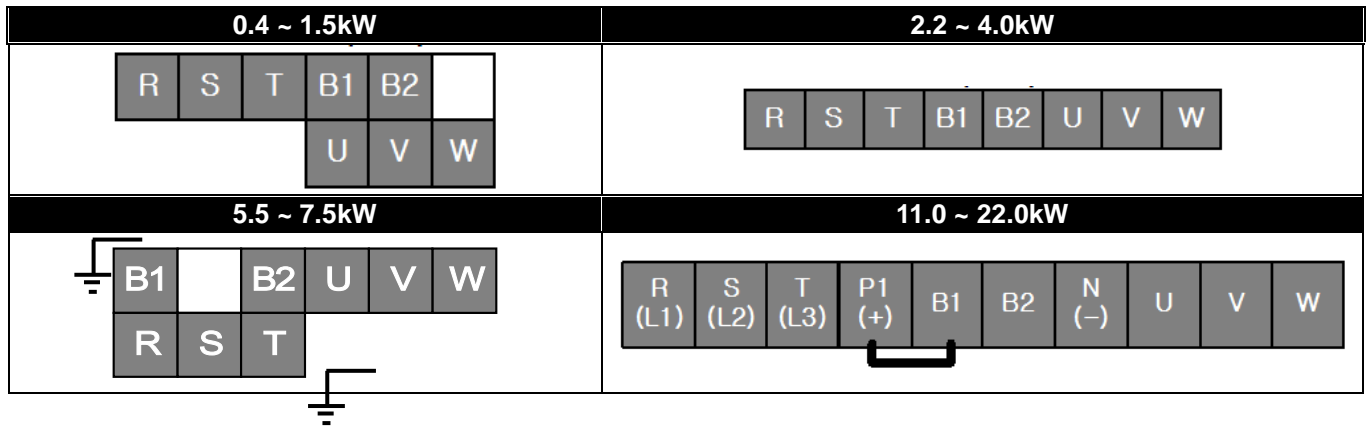 0.4 ~ 1.5kW
R S T B1 B2
U V W
2.2 ~ 4.0kW
R S T B1 B2 U V W
5.5 ~ 7.5kW
B1 B2 U V W
R S T
11.0 ~ 22.0kW
R S T P1 B1 B2 N U V W
(L1) (L2) (L3) (+) (−)